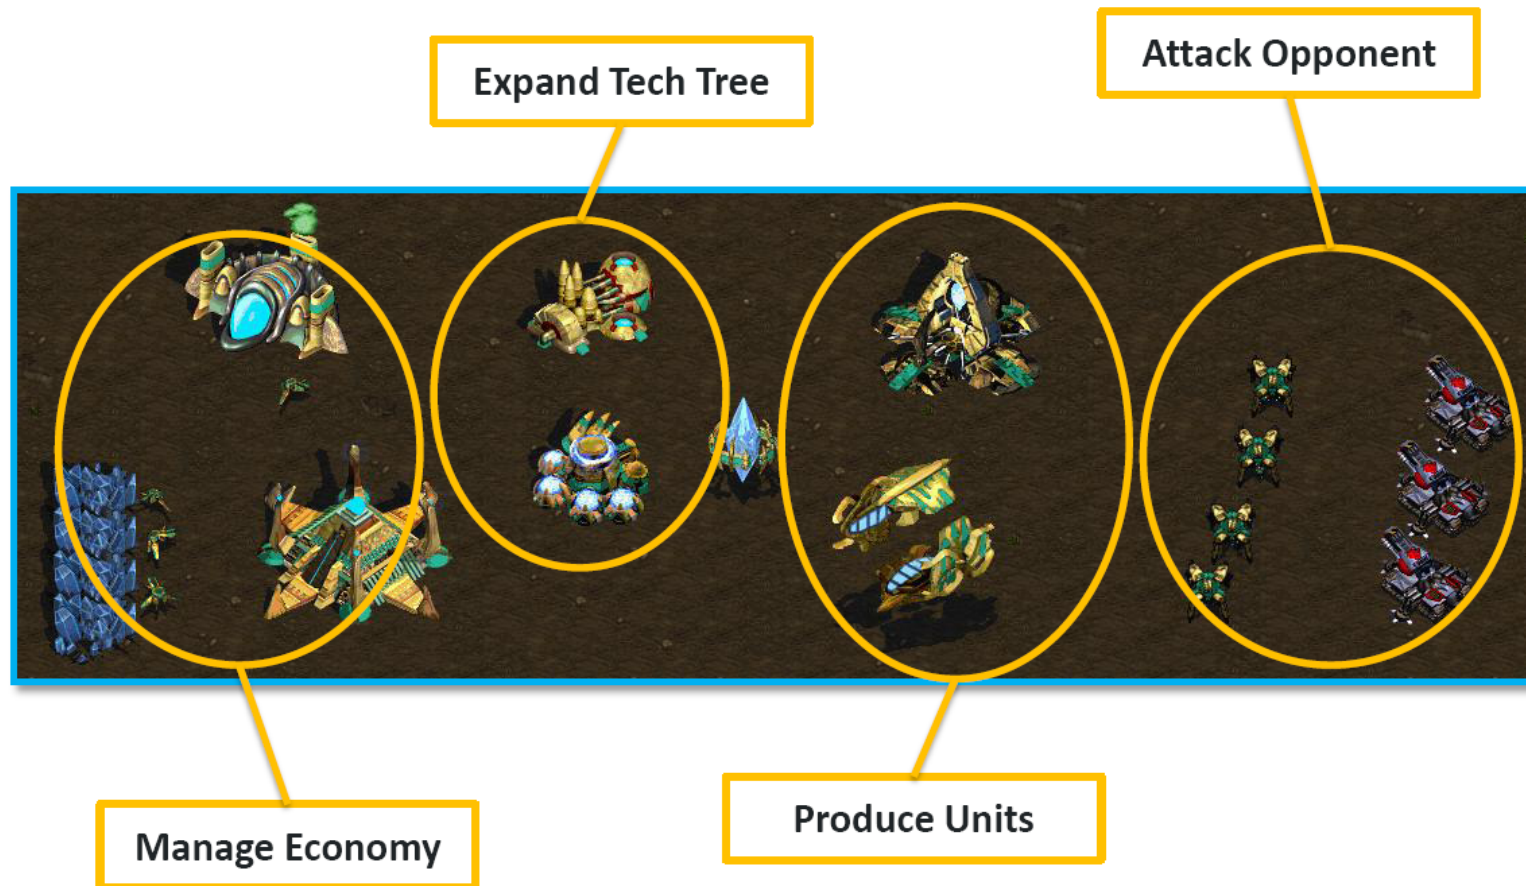 Attack Opponent
Expand Tech Tree
Produce Units
Manage Economy